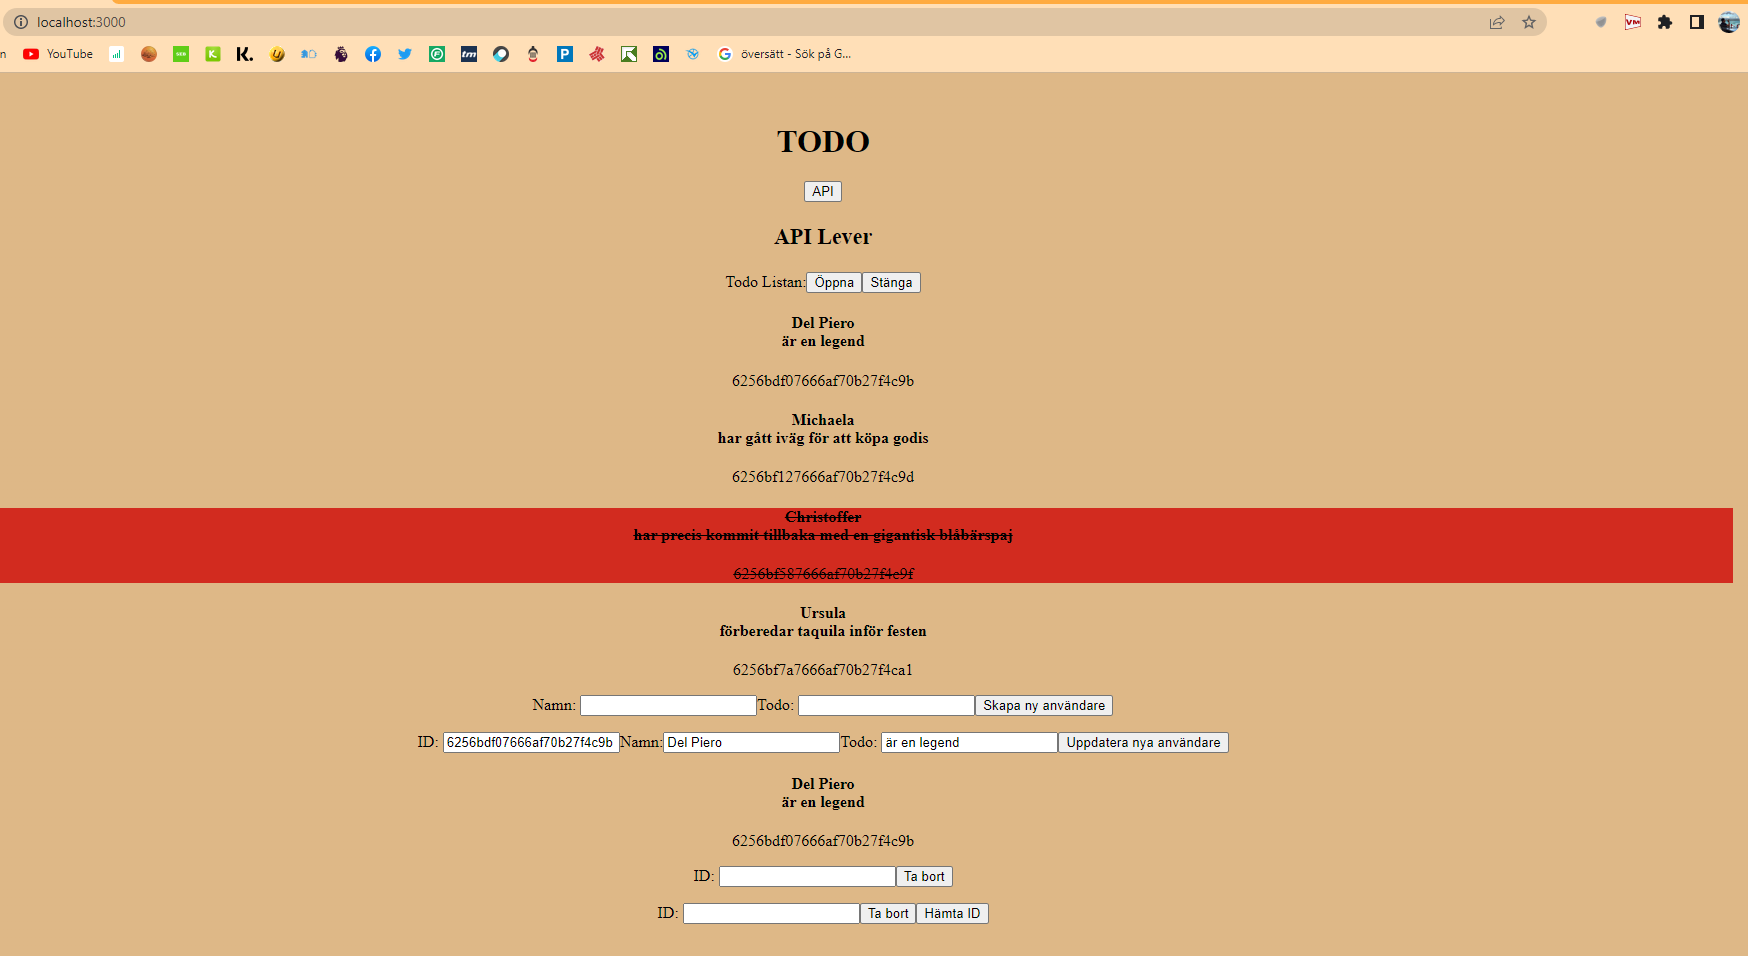 localhost:3000
n YouTube SEB K K. U P tm VM översätt - Sök på G...
TODO
API
API Lever
Todo Listan: Öppna Stänga
Del Piero
är en legend
6256bdf07666af70b27f4c9b
Michaela
har gått iväg för att köpa godis
6256bf127666af70b27f4c9d
Christoffer
har precis kommit tillbaka med en gigantisk blåbärspaj
6256bf587666af70b27f4c9f
Ursula
förberedar taquila inför festen
6256bf7a7666af70b27f4ca1
Namn: Todo: Skapa ny användare
ID: 6256bdf07666af70b27f4c9b Namn: Del Piero Todo: är en legend Uppdatera nya användare
Del Piero
är en legend
6256bdf07666af70b27f4c9b
ID: Ta bort
ID: Ta bort Hämta ID